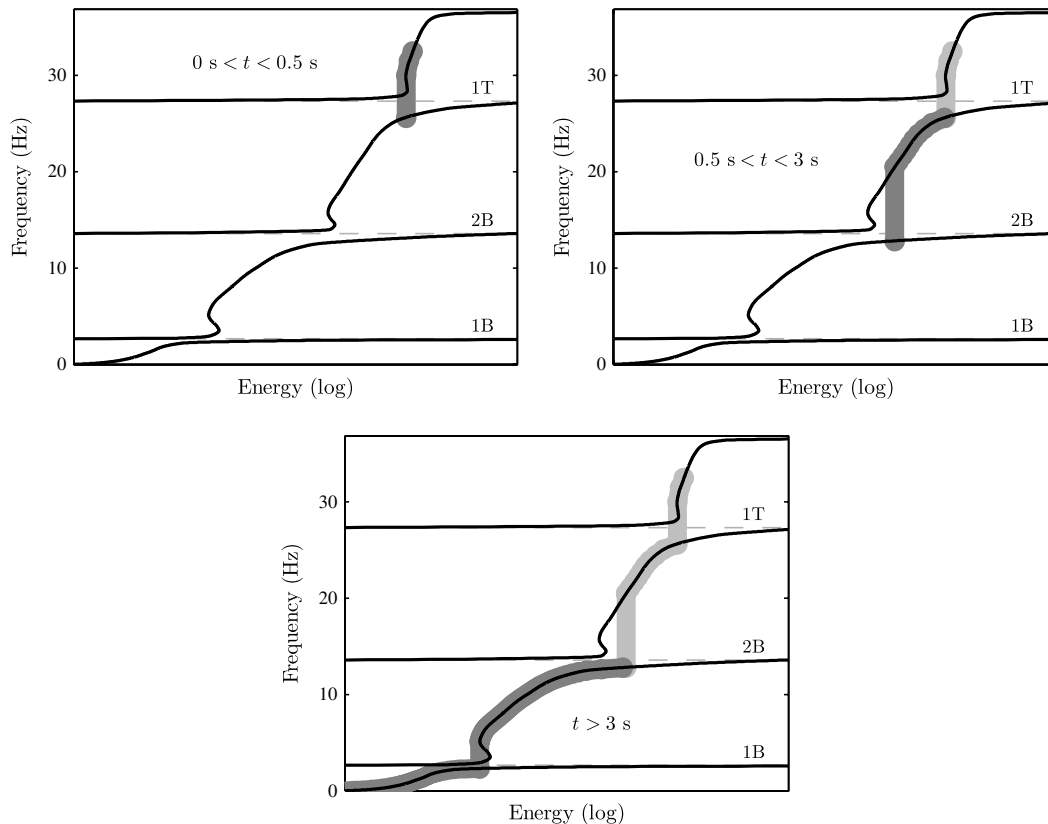 0 s < t < 0.5 s
30
20
10
0
1T
2B
1B
Frequency (Hz)
Energy (log)
0.5 s < t < 3 s
30
20
10
0
1T
2B
1B
Frequency (Hz)
Energy (log)
t > 3 s
30
20
10
0
1T
2B
1B
Frequency (Hz)
Energy (log)